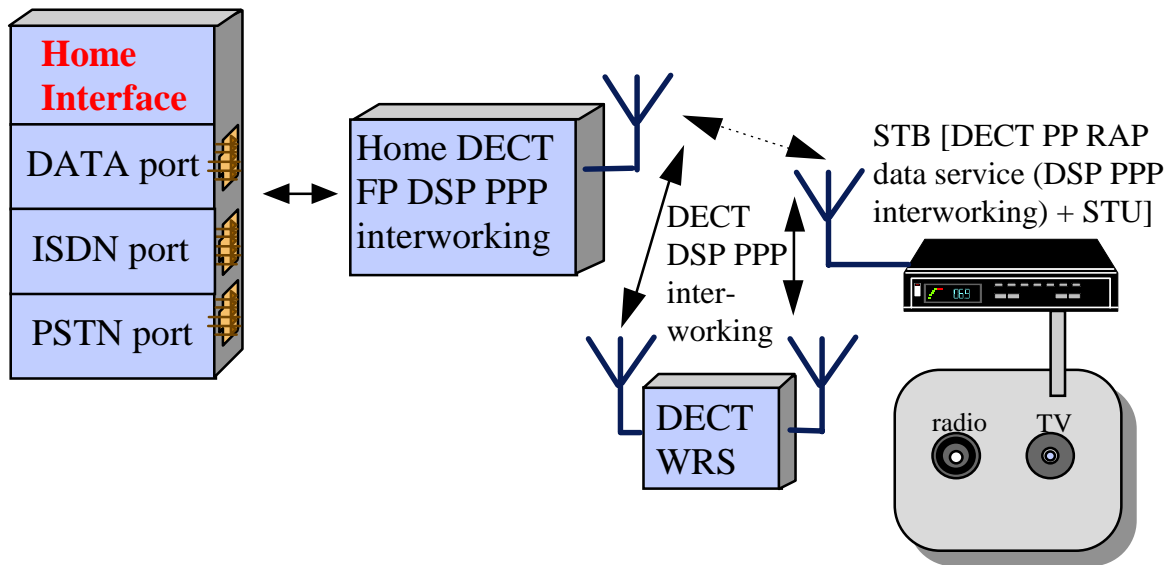 Home
Interface
DATA port
ISDN port
PSTN port
Home DECT
FP DSP PPP
interworking
DECT
DSP PPP
inter-
working
DECT
WRS
STB [DECT PP RAP
data service (DSP PPP
interworking) + STU]
069
radio
TV